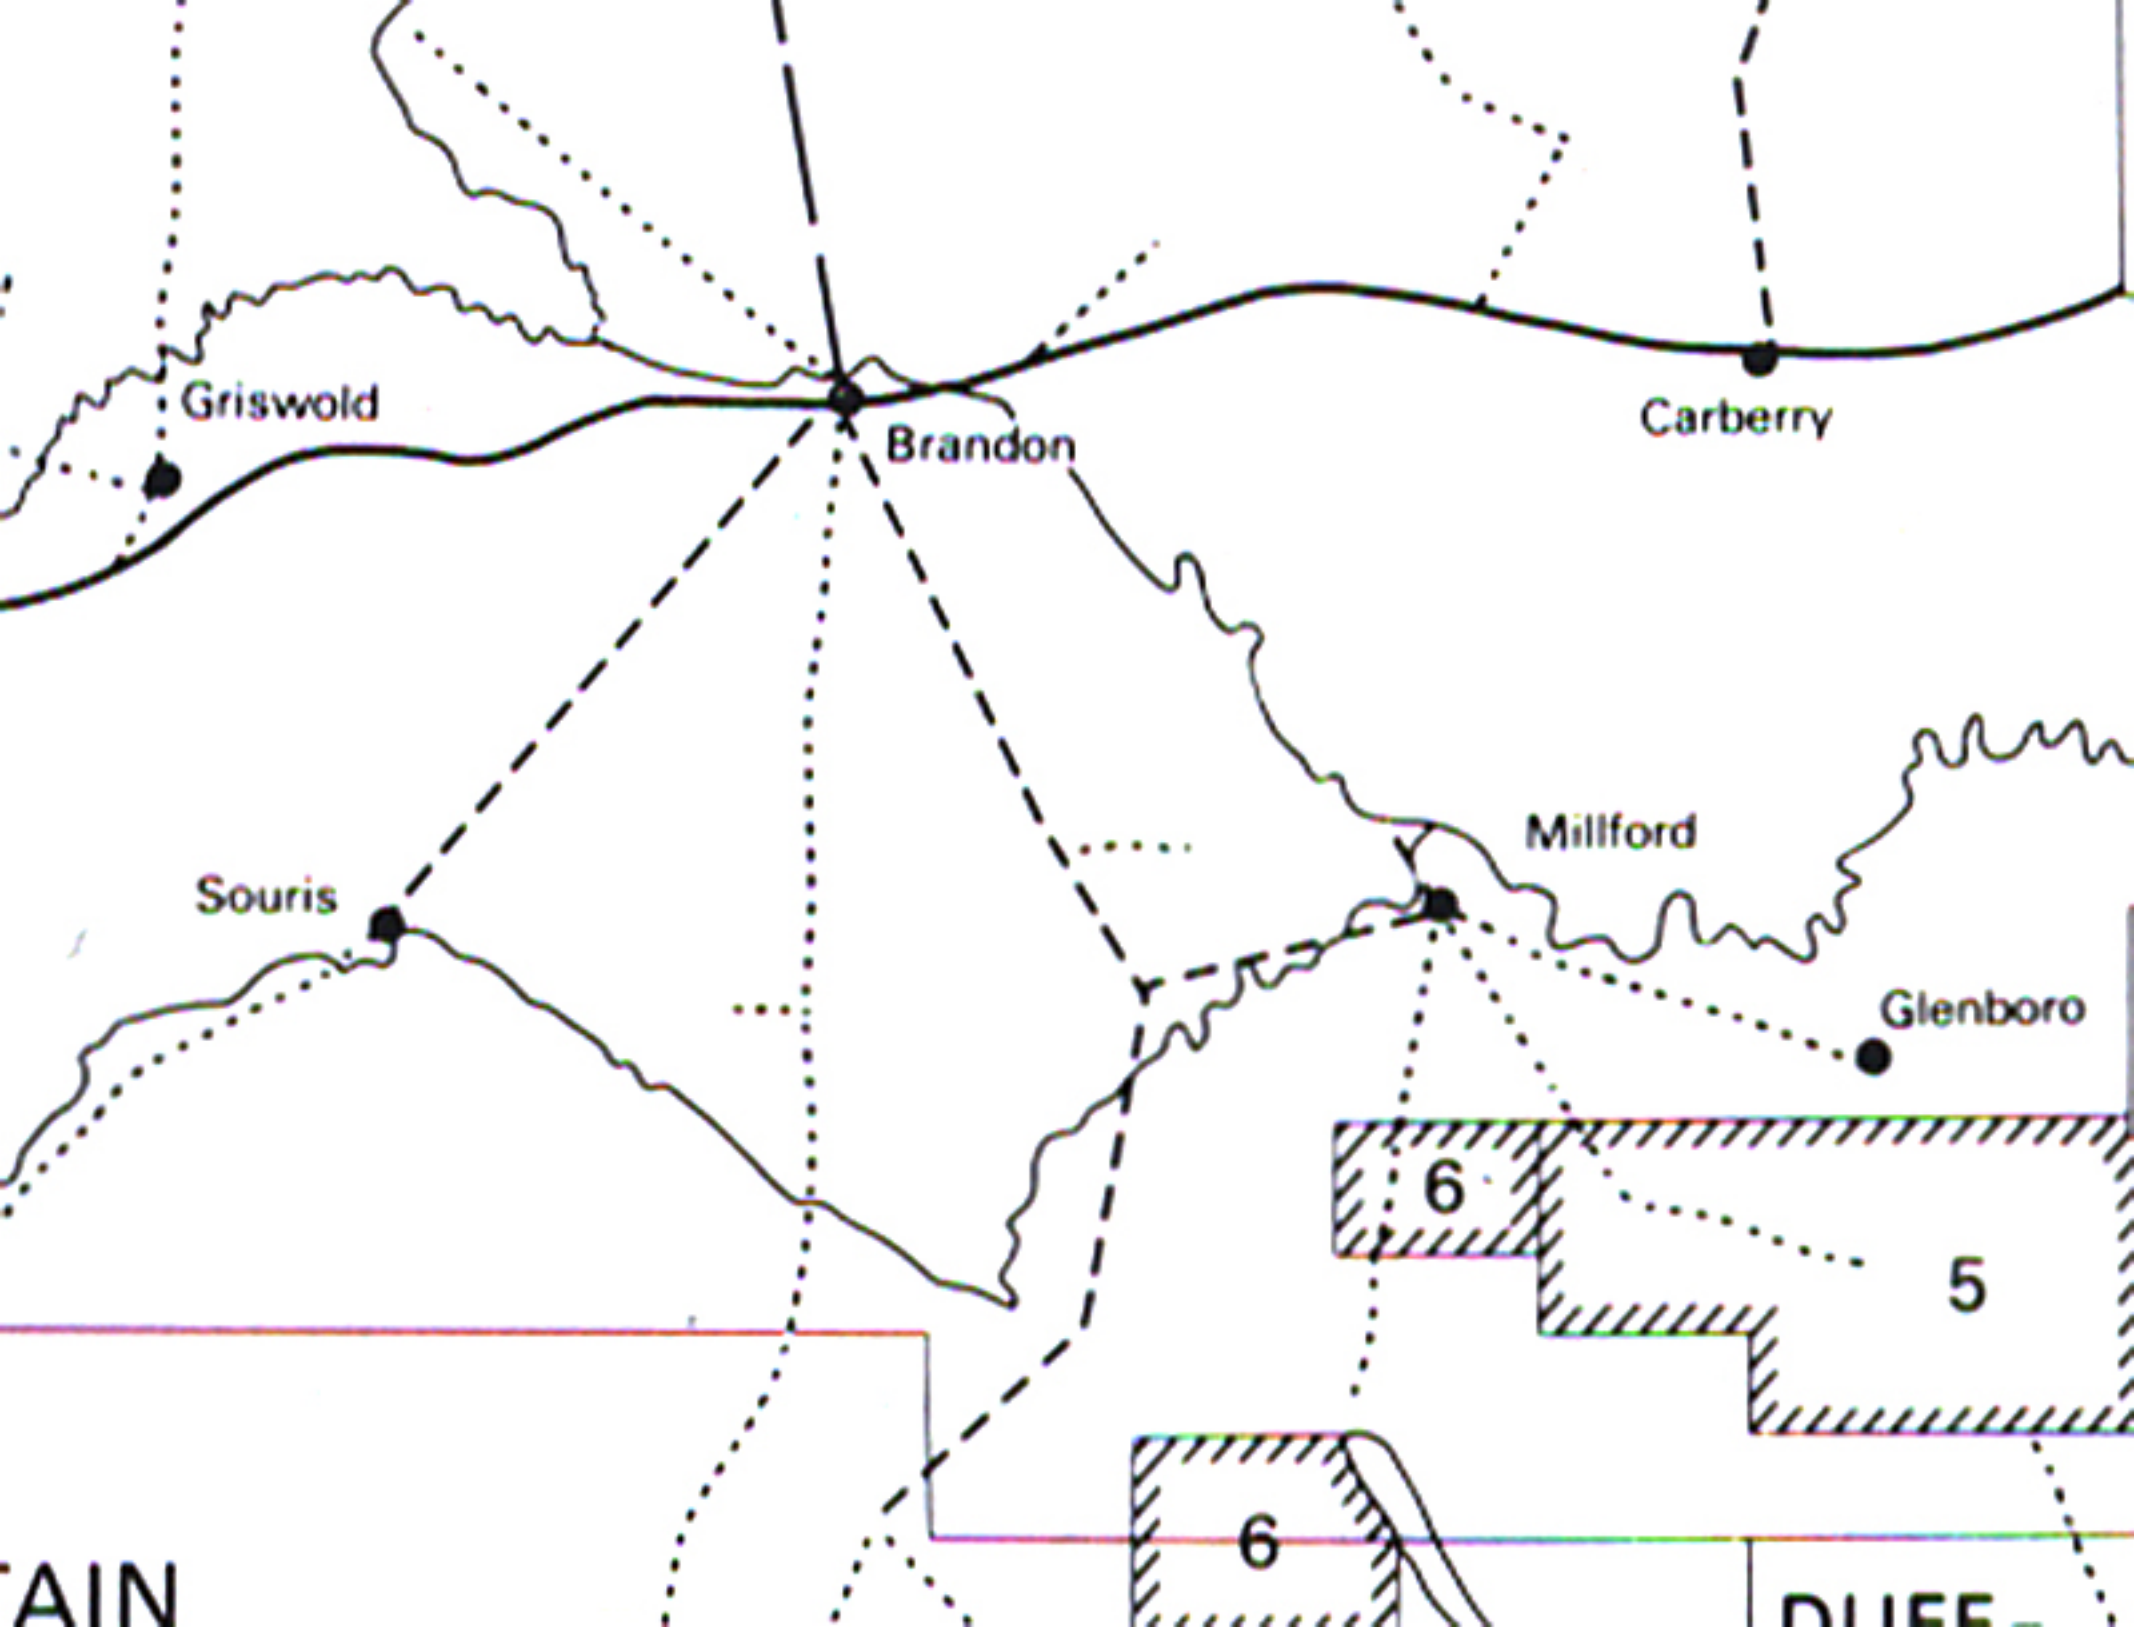 Griswold
Brandon
Carberry
Millford
Souris
Glenboro
6
5
6
TAIN
DUFF-